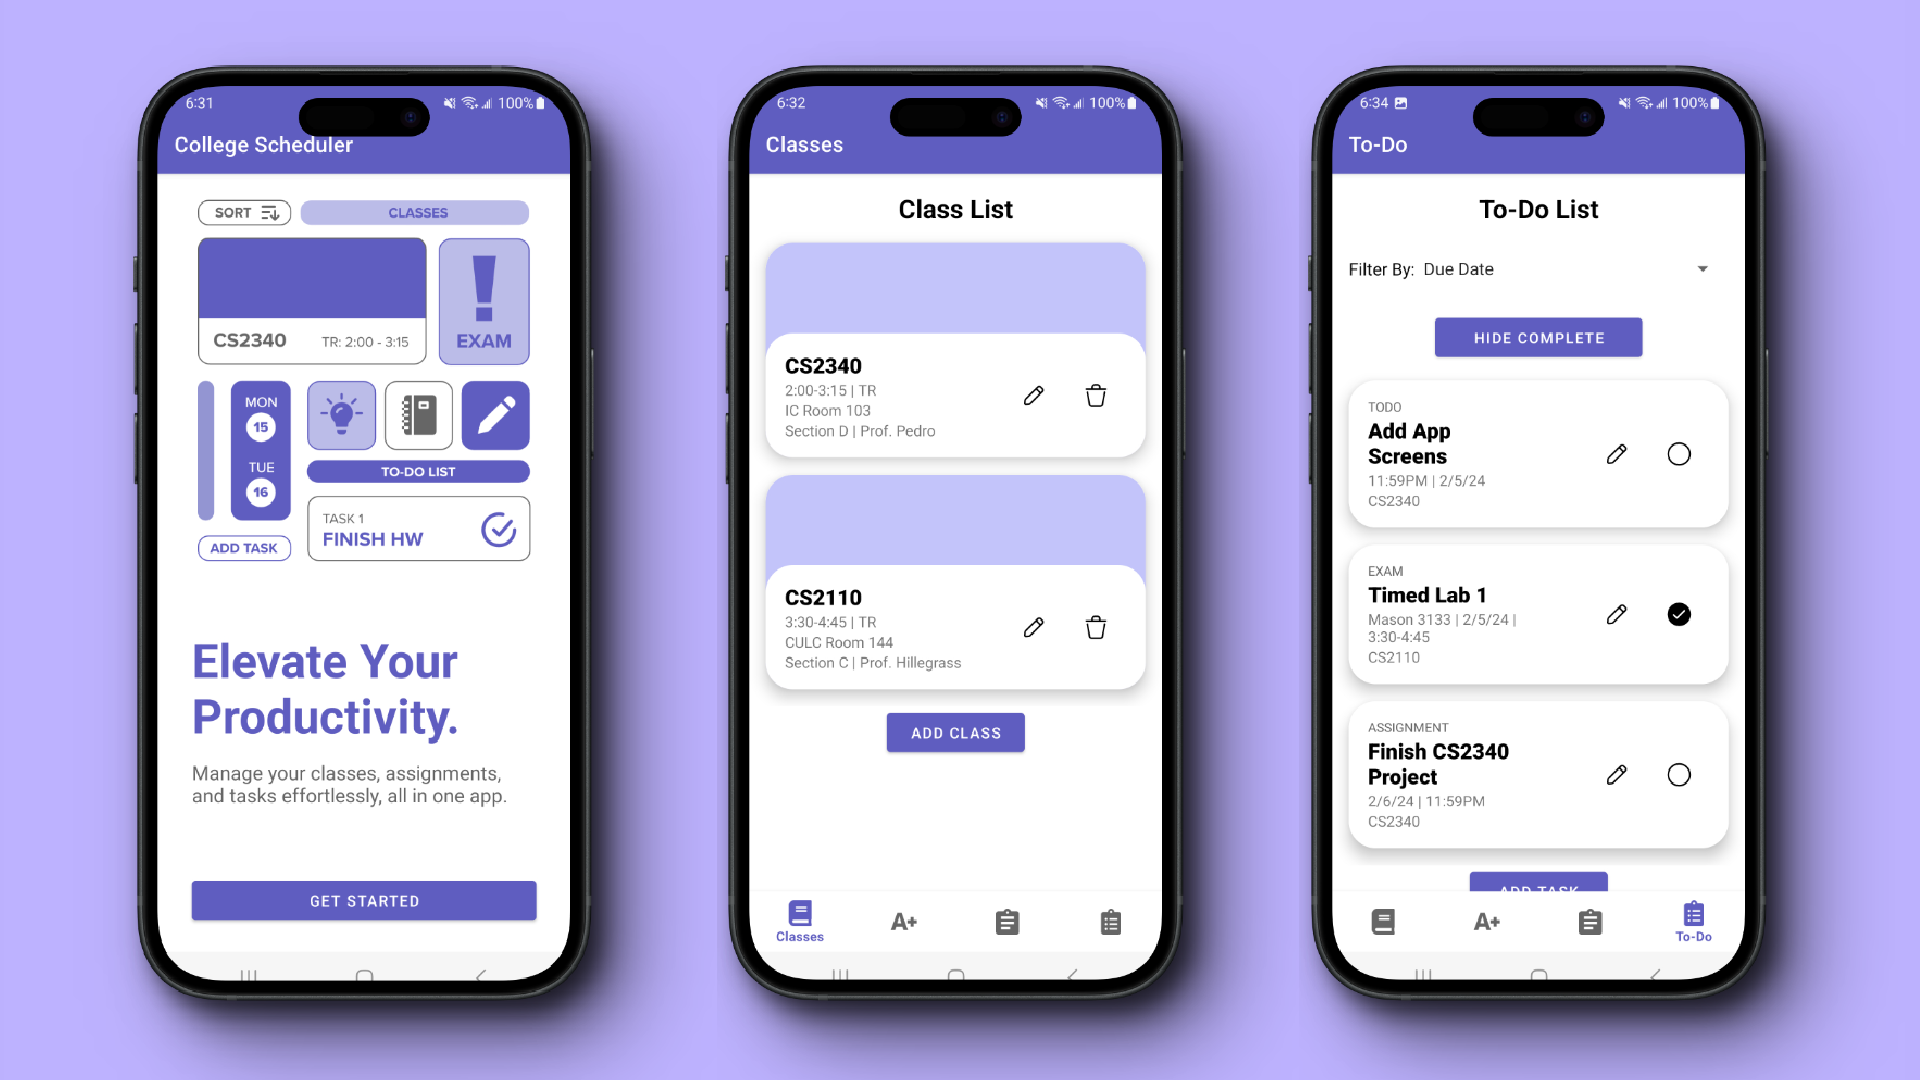 6:31
100%
College Scheduler
SORT
CLASSES
CS2340
TR: 2:00 - 3:15
EXAM
MON
15
TUE
16
TO-DO LIST
TASK 1
FINISH HW
ADD TASK
Elevate Your
Productivity.
Manage your classes, assignments,
and tasks effortlessly, all in one app.
GET STARTED
6:32
100%
Classes
Class List
CS2340
2:00-3:15 | TR
IC Room 103
Section D | Prof. Pedro
CS2110
3:30-4:45 | TR
CULC Room 144
Section C | Prof. Hillegrass
ADD CLASS
Classes
A+
6:34
100%
To-Do
To-Do List
Filter By: Due Date
HIDE COMPLETE
TODO
Add App
Screens
11:59PM | 2/5/24
CS2340
EXAM
Timed Lab 1
Mason 3133 | 2/5/24 |
3:30-4:45
CS2110
ASSIGNMENT
Finish CS2340
Project
2/6/24 | 11:59PM
CS2340
ADD TASK
A+
To-Do